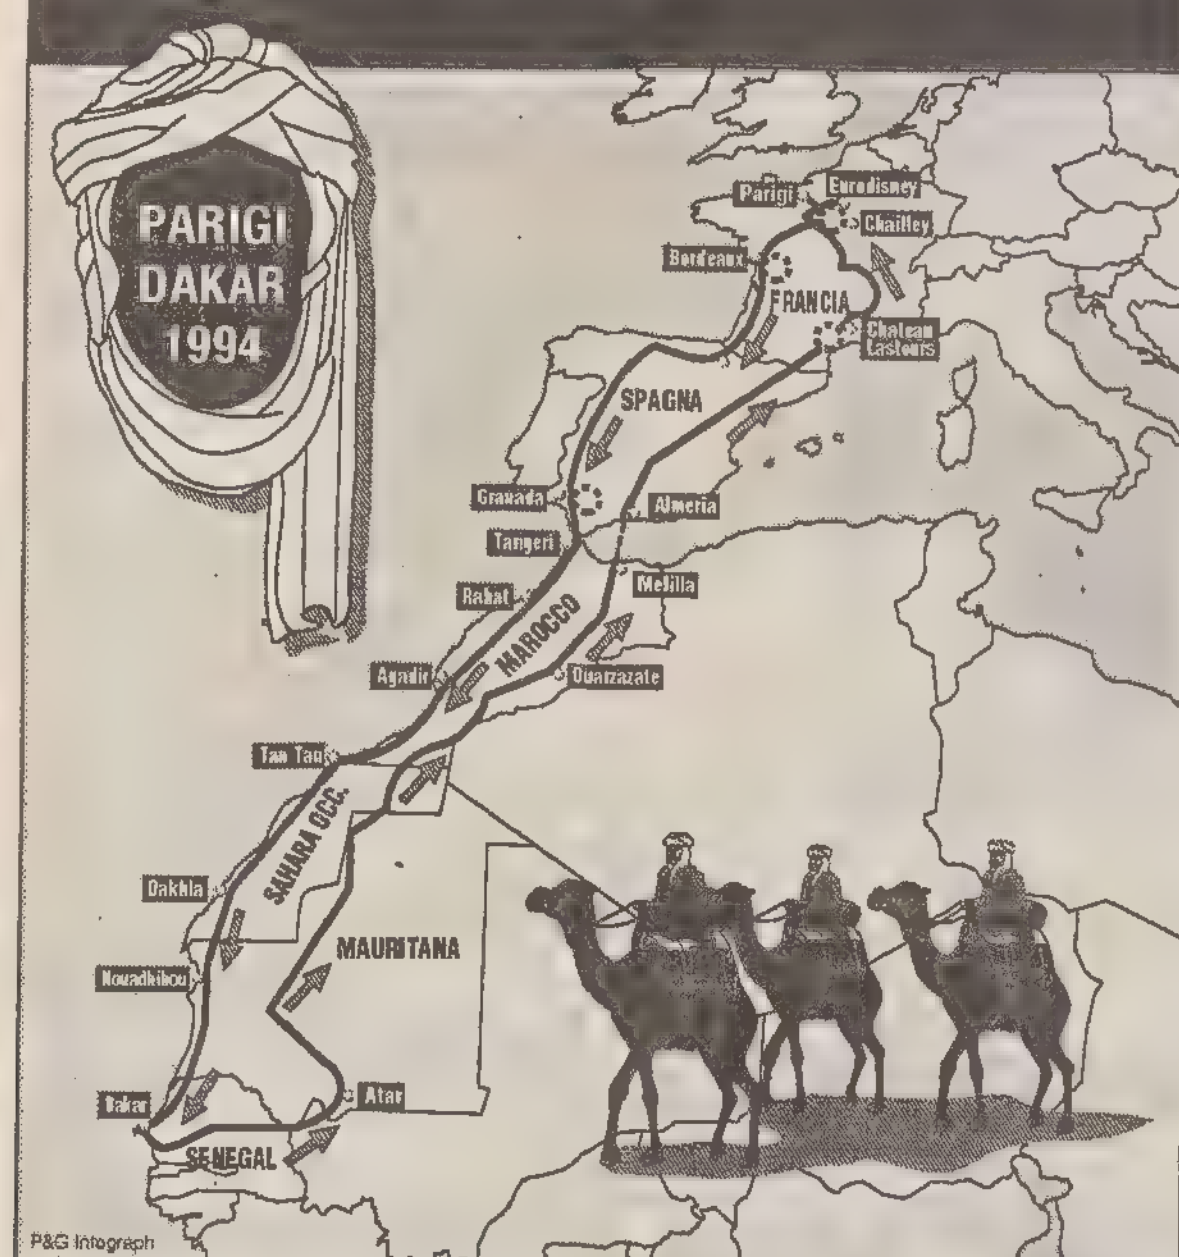 PARIGI
DAKAR
1994
Parigi
Eurodisney
Chailley
Bordeaux
FRANCIA
Chateau
Lastours
SPAGNA
Granada
Almeria
Tangeri
Melilla
Rabat
MAROCCO
Agadir
Ouarzazate
Tan Tan
SAHARA OCC.
Dakhla
MAURITANA
Nouadhibou
Dakar
Atar
SENEGAL
P&G Infograph